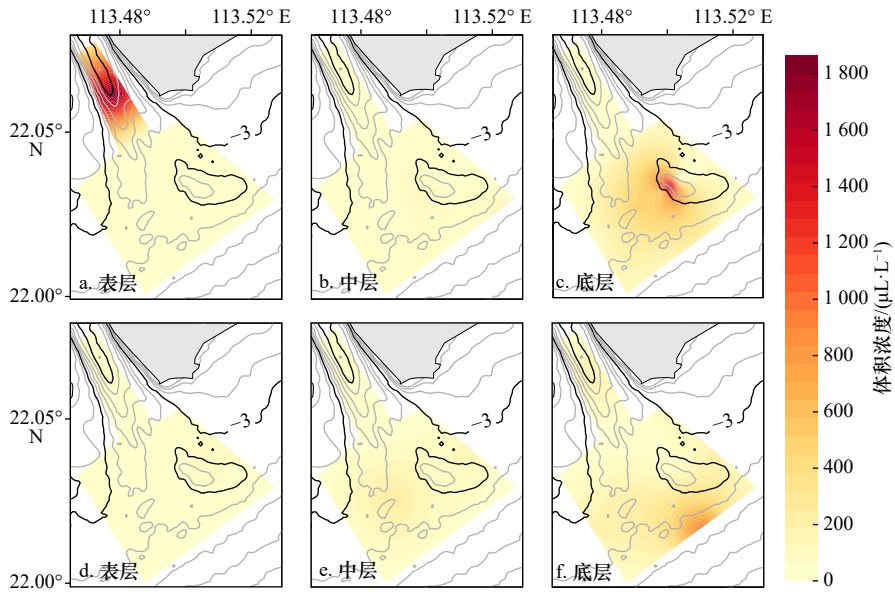 113.48° 113.52° E 113.48° 113.52° E 113.48° 113.52° E
22.05°
N
22.00°
−3
a. 表层
−3
b. 中层
−3
c. 底层
22.05°
N
22.00°
−3
d. 表层
−3
e. 中层
−3
f. 底层
1 800
1 600
1 400
1 200
1 000
800
600
400
200
0
体积浓度/(μL·L⁻¹)